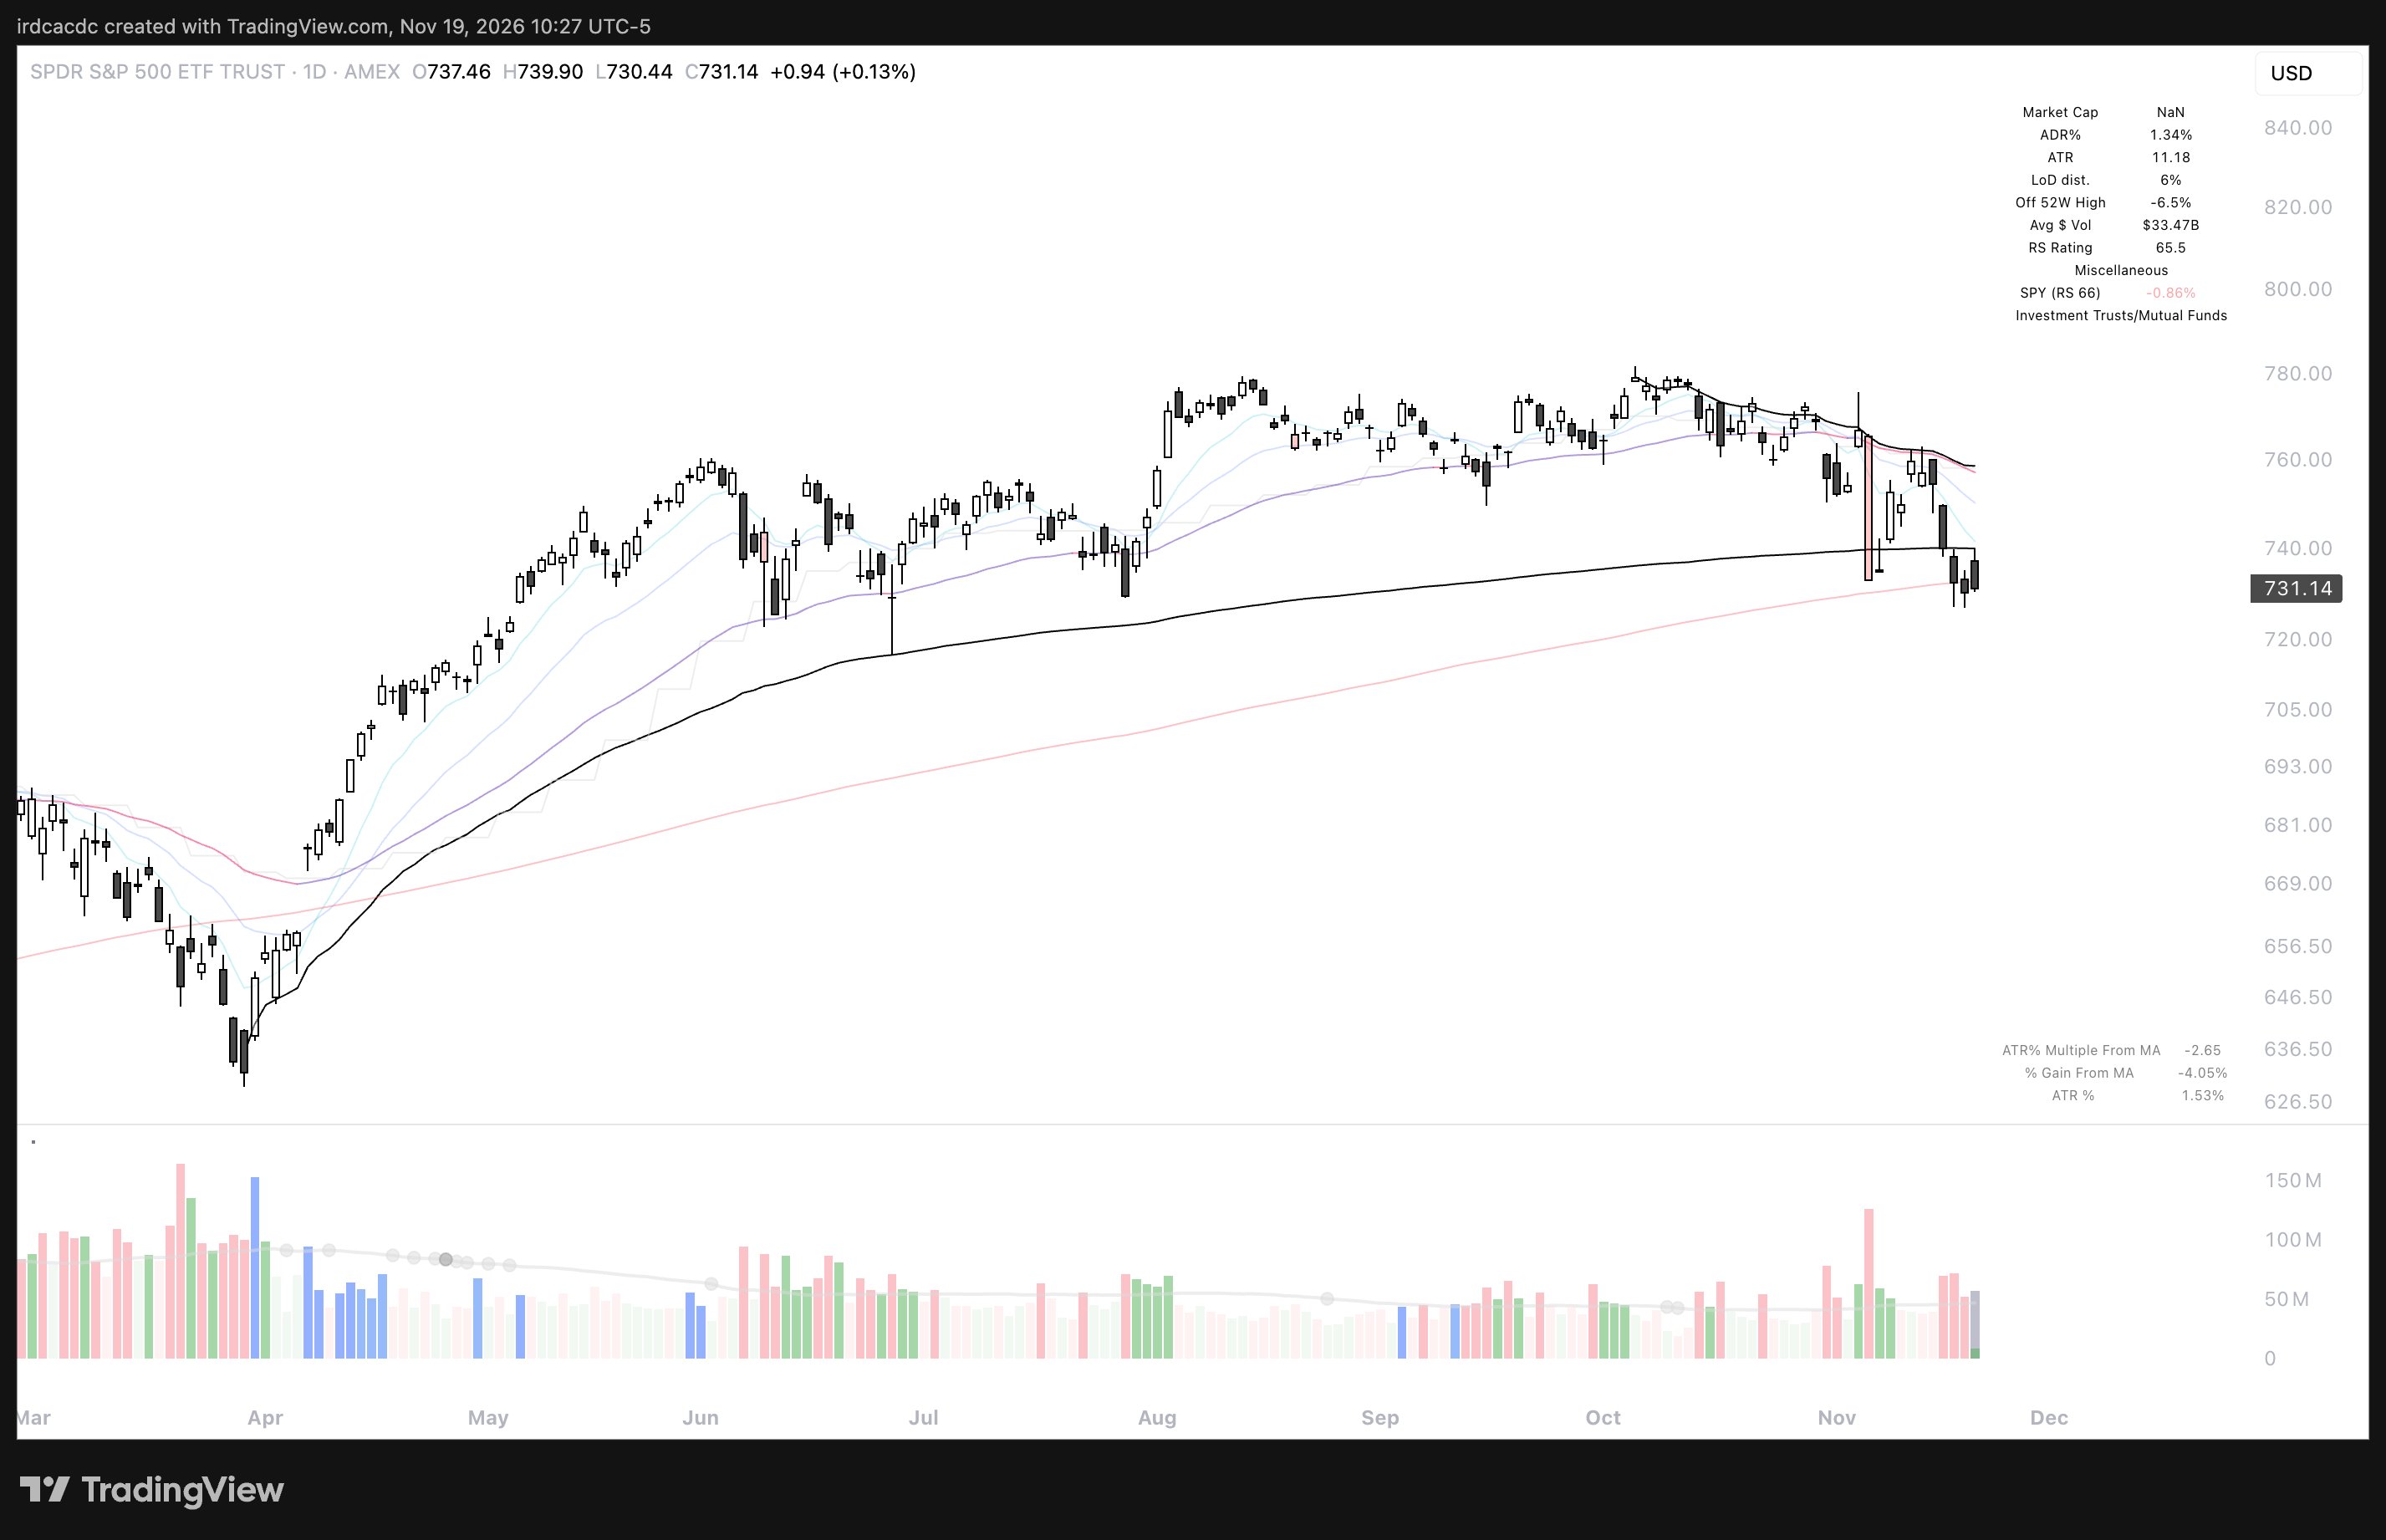 irdcacdc created with TradingView.com, Nov 19, 2026 10:27 UTC-5
SPDR S&P 500 ETF TRUST · 1D · AMEX O737.46 H739.90 L730.44 C731.14 +0.94 (+0.13%)
USD
Market Cap NaN
ADR% 1.34%
ATR 11.18
LoD dist. 6%
Off 52W High -6.5%
Avg $ Vol $33.47B
RS Rating 65.5
Miscellaneous
SPY (RS 66) -0.86%
Investment Trusts/Mutual Funds
840.00
820.00
800.00
780.00
760.00
740.00
731.14
720.00
705.00
693.00
681.00
669.00
656.50
646.50
636.50
626.50
ATR% Multiple From MA -2.65
% Gain From MA -4.05%
ATR % 1.53%
150 M
100 M
50 M
0
Mar Apr May Jun Jul Aug Sep Oct Nov Dec
TradingView